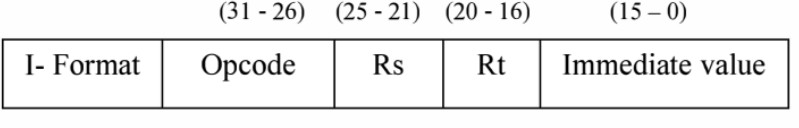 (31 - 26) (25 - 21) (20 - 16) (15 – 0)
I- Format Opcode Rs Rt Immediate value